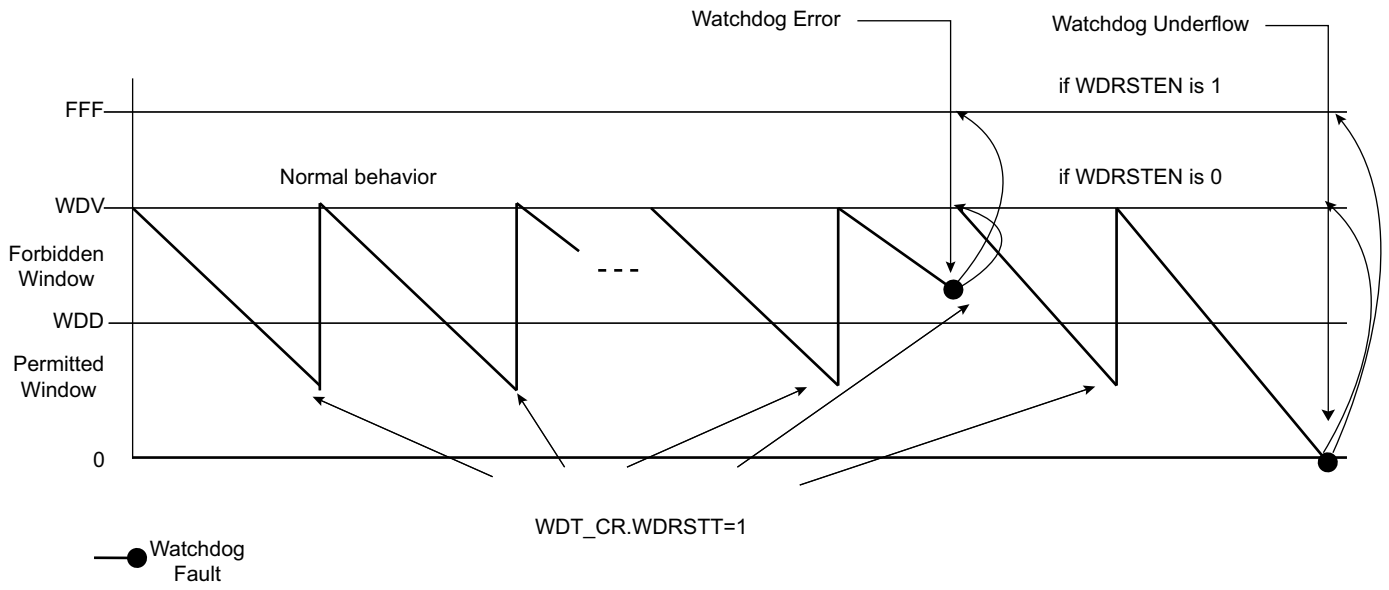 Watchdog Error
Watchdog Underflow
if WDRSTEN is 1
FFF
Normal behavior
if WDRSTEN is 0
WDV
Forbidden
Window
WDD
Permitted
Window
0
WDT_CR.WDRSTT=1
Watchdog
Fault